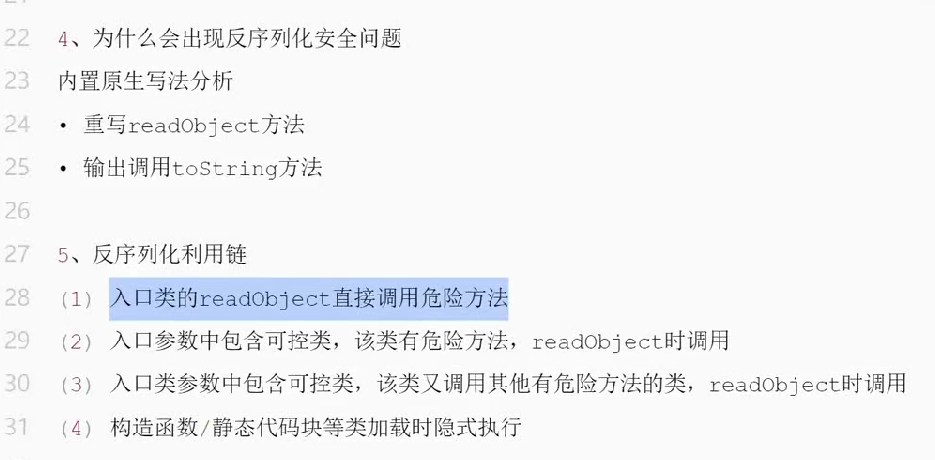 22 4、为什么会出现反序列化安全问题
23 内置原生写法分析
24 • 重写readObject方法
25 • 输出调用toString方法
26
27 5、反序列化利用链
28 (1) 入口类的readObject直接调用危险方法
29 (2) 入口参数中包含可控类，该类有危险方法，readObject时调用
30 (3) 入口类参数中包含可控类，该类又调用其他有危险方法的类，readObject时调用
31 (4) 构造函数/静态代码块等类加载时隐式执行